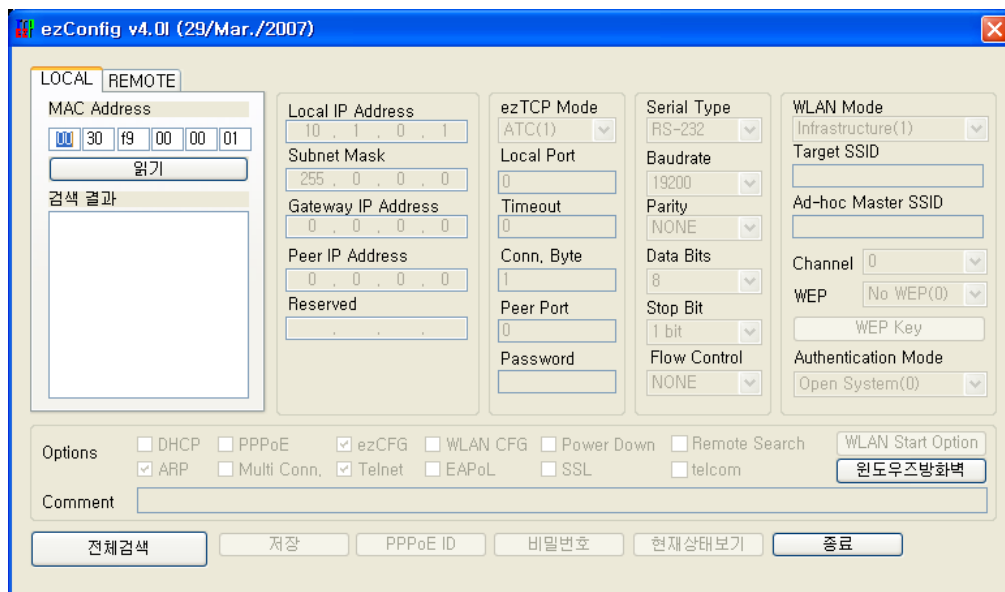 ezConfig v4.0I (29/Mar./2007)
LOCAL REMOTE
MAC Address
00 30 f9 00 00 01
읽기
검색 결과
Local IP Address
10 . 1 . 0 . 1
Subnet Mask
255 . 0 . 0 . 0
Gateway IP Address
0 . 0 . 0 . 0
Peer IP Address
0 . 0 . 0 . 0
Reserved
. . .
ezTCP Mode
ATC(1)
Local Port
0
Timeout
0
Conn. Byte
1
Peer Port
0
Password
Serial Type
RS-232
Baudrate
19200
Parity
NONE
Data Bits
8
Stop Bit
1 bit
Flow Control
NONE
WLAN Mode
Infrastructure(1)
Target SSID
Ad-hoc Master SSID
Channel 0
WEP No WEP(0)
WEP Key
Authentication Mode
Open System(0)
Options
DHCP PPPoE ezCFG WLAN CFG Power Down Remote Search WLAN Start Option
ARP Multi Conn. Telnet EAPoL SSL telcom 윈도우즈방화벽
Comment
전체검색 저장 PPPoE ID 비밀번호 현재상태보기 종료